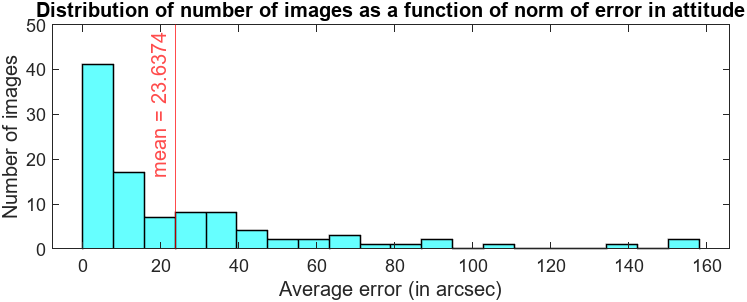 Distribution of number of images as a function of norm of error in attitude
50
40
30
20
10
0
Number of images
mean = 23.6374
0 20 40 60 80 100 120 140 160
Average error (in arcsec)